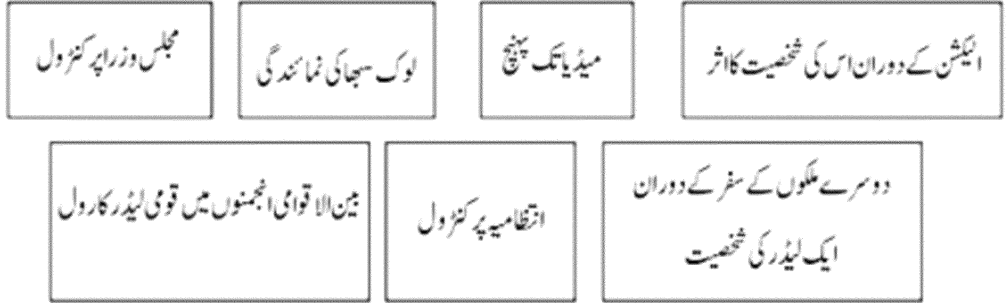 الیکشن کے دوران اس کی شخصیت کا اثر
میڈیا تک پہنچ
لوک سبھا کی نمائندگی
مجلس وزرا پر کنٹرول
دوسرے ملکوں کے سفر کے دوران
ایک لیڈر کی شخصیت
انتظامیہ پر کنٹرول
بین الاقوامی انجمنوں میں قومی لیڈر کا رول